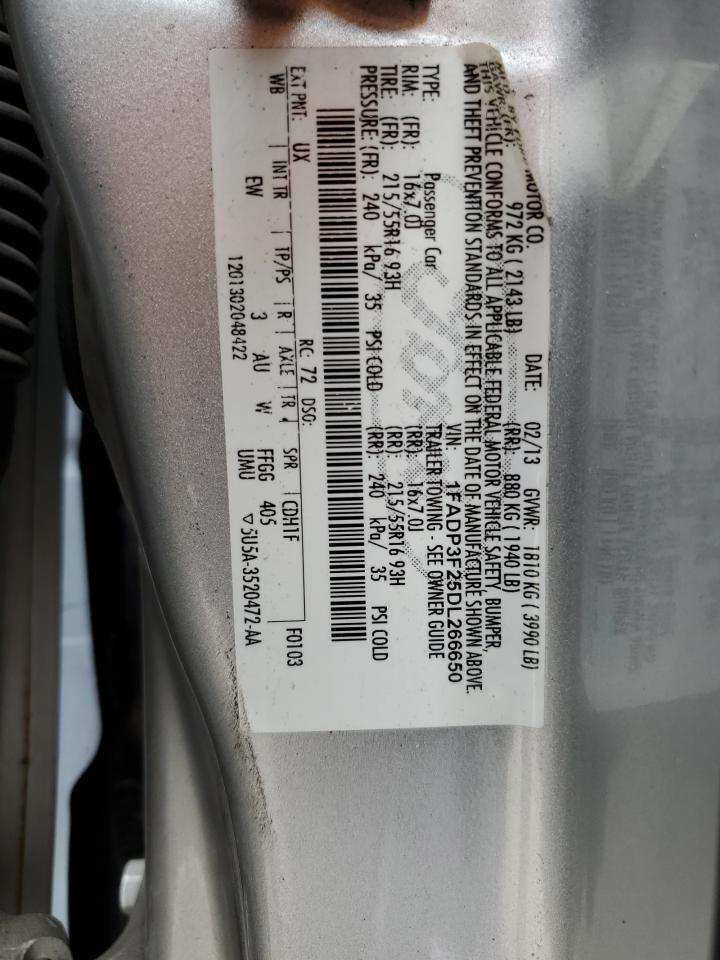 MOTOR CO. DATE: 02/13 GVWR: 1810 KG ( 3990 LB)
972 KG ( 2143 LB) (RR): 880 KG ( 1940 LB)
THIS VEHICLE CONFORMS TO ALL APPLICABLE FEDERAL MOTOR VEHICLE SAFETY, BUMPER,
AND THEFT PREVENTION STANDARDS IN EFFECT ON THE DATE OF MANUFACTURE SHOWN ABOVE.
VIN: 1FADP3F25DL266650
TYPE: Passenger Car TRAILER TOWING - SEE OWNER GUIDE
RIM: (FR): 16x7.0J (RR): 16x7.0J
TIRE: (FR): 215/55R16 93H (RR): 215/55R16 93H
PRESSURE: (FR): 240 kPa/ 35 PSI COLD (RR): 240 kPa/ 35 PSI COLD
RC: 72 DSO: F0103
EXT PNT: UX INT TR TP/PS R AXLE TR SPR CDH1F
WB EW 3 AU W FFGG 405
1201302048422 UMU ▽ 5U5A-3520472-AA